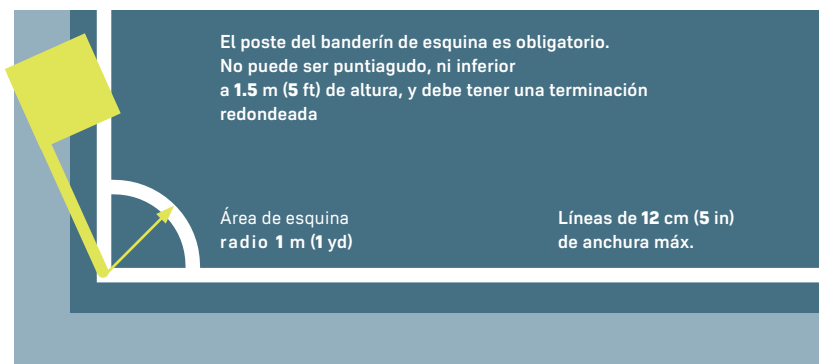 El poste del banderín de esquina es obligatorio.
No puede ser puntiagudo, ni inferior
a 1.5 m (5 ft) de altura, y debe tener una terminación
redondeada
Área de esquina
radio 1 m (1 yd)
Líneas de 12 cm (5 in)
de anchura máx.